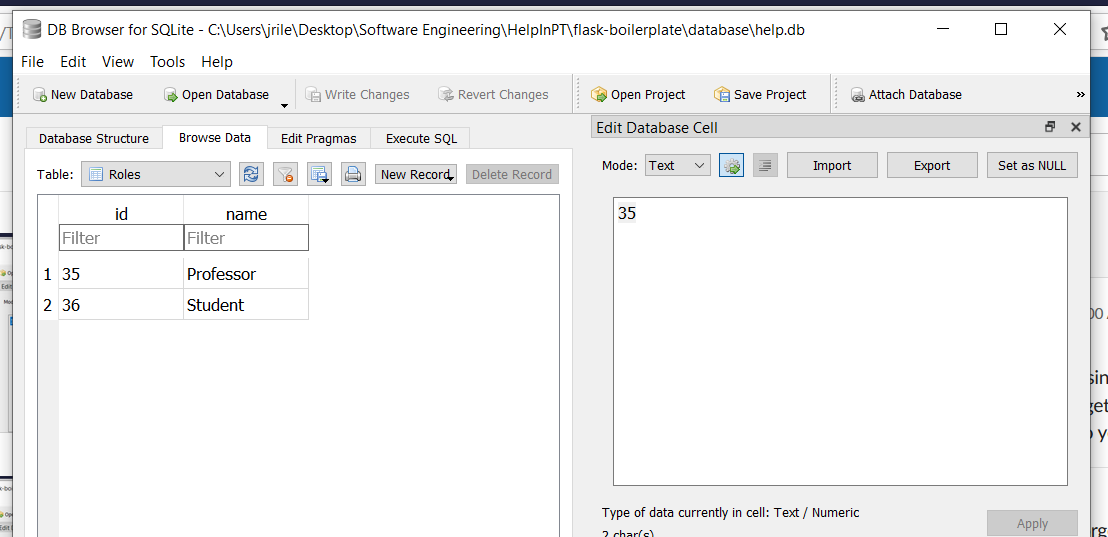 DB Browser for SQLite - C:\Users\jrile\Desktop\Software Engineering\HelpInPT\flask-boilerplate\database\help.db
File Edit View Tools Help
New Database Open Database Write Changes Revert Changes Open Project Save Project Attach Database »
Database Structure Browse Data Edit Pragmas Execute SQL
Edit Database Cell
Table: Roles New Record Delete Record
Mode: Text Import Export Set as NULL
id name
Filter Filter
1 35 Professor
2 36 Student
35
Type of data currently in cell: Text / Numeric
2 char(s)
Apply